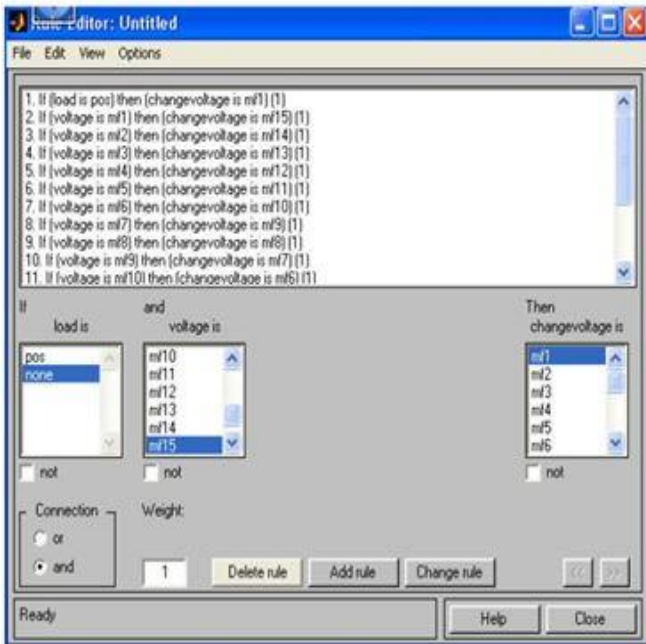 Rule Editor: Untitled
File Edit View Options
1. If (load is pos) then (changevoltage is mf1) (1)
2. If (voltage is mf1) then (changevoltage is mf15) (1)
3. If (voltage is mf2) then (changevoltage is mf14) (1)
4. If (voltage is mf3) then (changevoltage is mf13) (1)
5. If (voltage is mf4) then (changevoltage is mf12) (1)
6. If (voltage is mf5) then (changevoltage is mf11) (1)
7. If (voltage is mf6) then (changevoltage is mf10) (1)
8. If (voltage is mf7) then (changevoltage is mf9) (1)
9. If (voltage is mf8) then (changevoltage is mf8) (1)
10. If (voltage is mf9) then (changevoltage is mf7) (1)
11. If (voltage is mf10) then (changevoltage is mf6) (1)
If and Then
load is voltage is changevoltage is
pos mf10 mf1
none mf11 mf2
mf12 mf3
mf13 mf4
mf14 mf5
mf15 mf6
not not not
Connection Weight:
or
and 1 Delete rule Add rule Change rule << >>
Ready Help Close